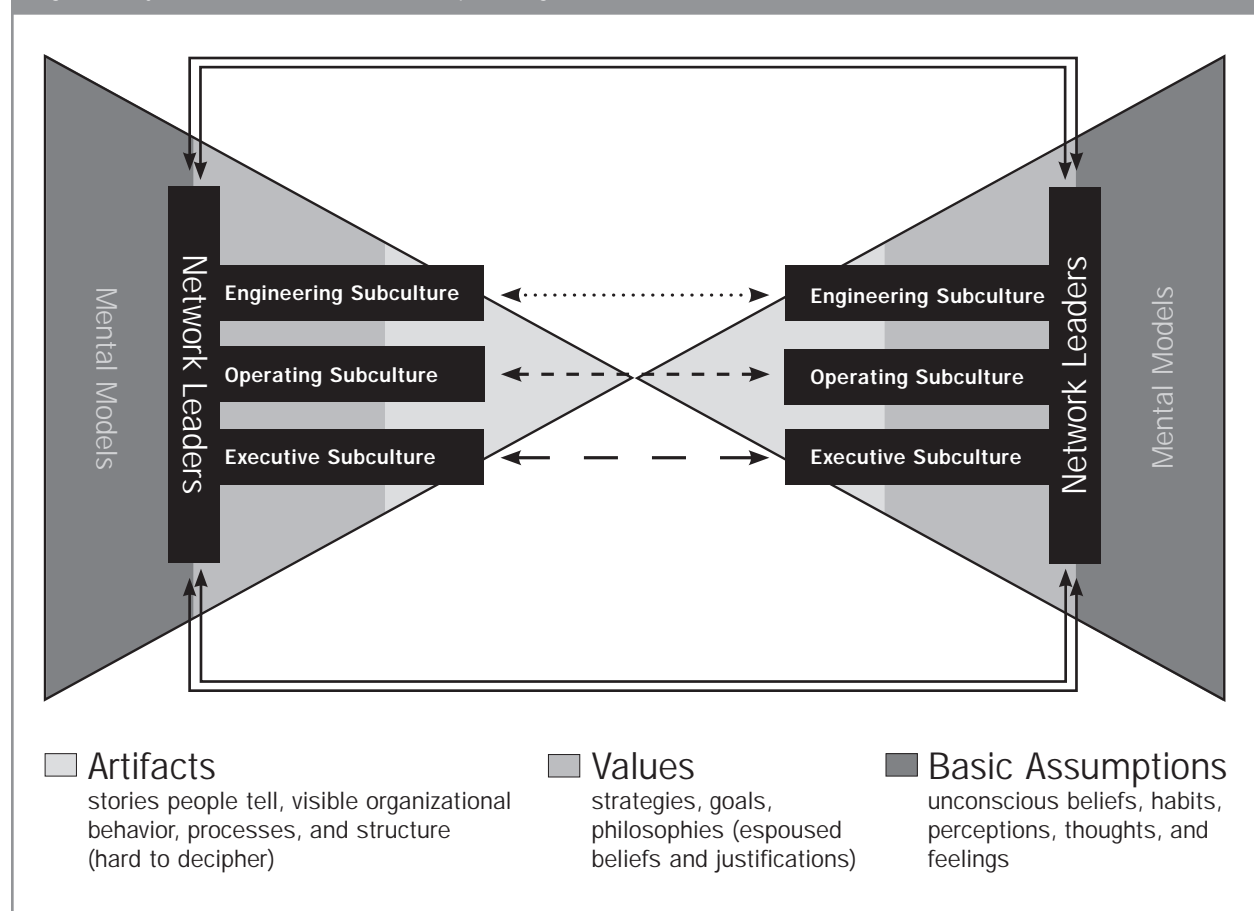 Mental Models
Network Leaders
Engineering Subculture
Operating Subculture
Executive Subculture
Engineering Subculture
Operating Subculture
Executive Subculture
Network Leaders
Mental Models
Artifacts
stories people tell, visible organizational
behavior, processes, and structure
(hard to decipher)
Values
strategies, goals,
philosophies (espoused
beliefs and justifications)
Basic Assumptions
unconscious beliefs, habits,
perceptions, thoughts, and
feelings